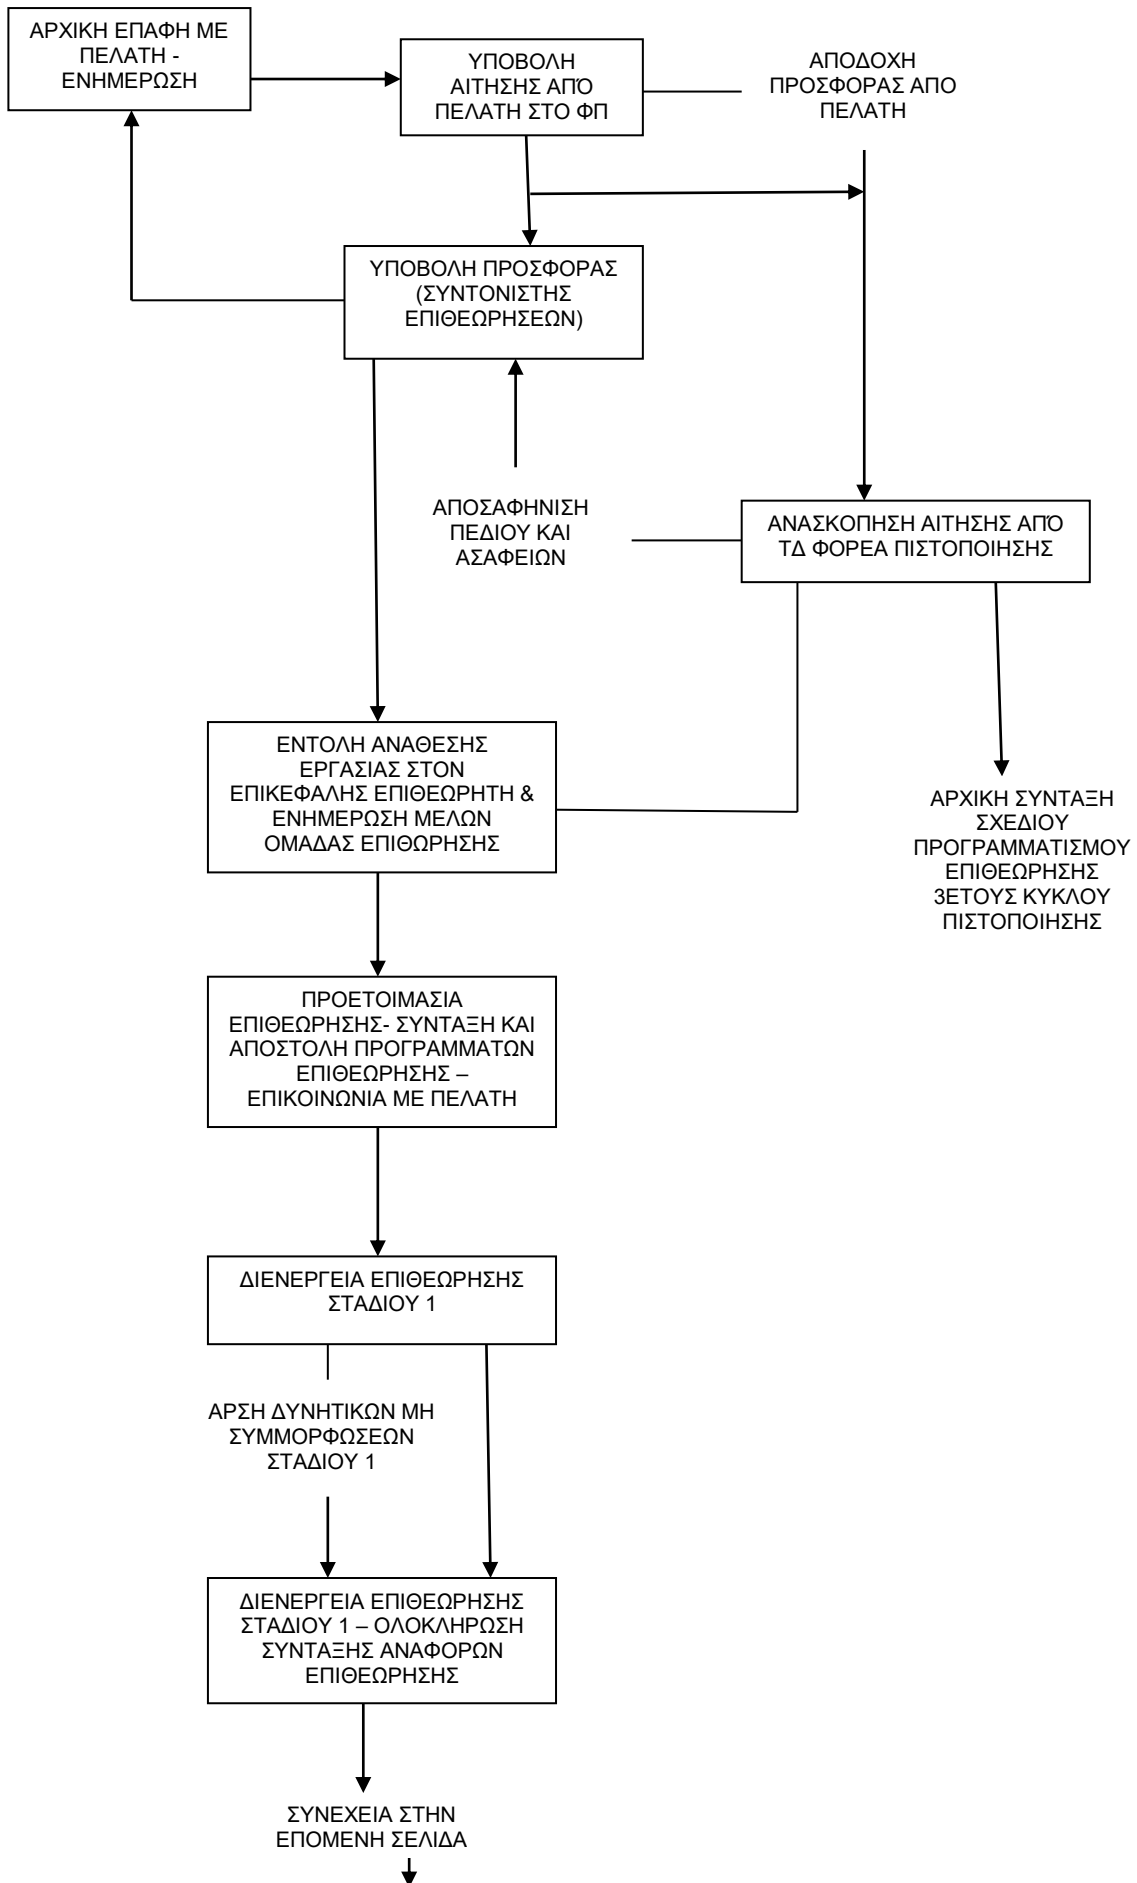 ΑΡΧΙΚΗ ΕΠΑΦΗ ΜΕ
ΠΕΛΑΤΗ -
ΕΝΗΜΕΡΩΣΗ
ΥΠΟΒΟΛΗ
ΑΙΤΗΣΗΣ ΑΠΌ
ΠΕΛΑΤΗ ΣΤΟ ΦΠ
ΑΠΟΔΟΧΗ
ΠΡΟΣΦΟΡΑΣ ΑΠΟ
ΠΕΛΑΤΗ
ΥΠΟΒΟΛΗ ΠΡΟΣΦΟΡΑΣ
(ΣΥΝΤΟΝΙΣΤΗΣ
ΕΠΙΘΕΩΡΗΣΕΩΝ)
ΑΠΟΣΑΦΗΝΙΣΗ
ΠΕΔΙΟΥ ΚΑΙ
ΑΣΑΦΕΙΩΝ
ΑΝΑΣΚΟΠΗΣΗ ΑΙΤΗΣΗΣ ΑΠΌ
ΤΔ ΦΟΡΕΑ ΠΙΣΤΟΠΟΙΗΣΗΣ
ΕΝΤΟΛΗ ΑΝΑΘΕΣΗΣ
ΕΡΓΑΣΙΑΣ ΣΤΟΝ
ΕΠΙΚΕΦΑΛΗΣ ΕΠΙΘΕΩΡΗΤΗ &
ΕΝΗΜΕΡΩΣΗ ΜΕΛΩΝ
ΟΜΑΔΑΣ ΕΠΙΘΩΡΗΣΗΣ
ΑΡΧΙΚΗ ΣΥΝΤΑΞΗ
ΣΧΕΔΙΟΥ
ΠΡΟΓΡΑΜΜΑΤΙΣΜΟΥ
ΕΠΙΘΕΩΡΗΣΗΣ
3ΕΤΟΥΣ ΚΥΚΛΟΥ
ΠΙΣΤΟΠΟΙΗΣΗΣ
ΠΡΟΕΤΟΙΜΑΣΙΑ
ΕΠΙΘΕΩΡΗΣΗΣ- ΣΥΝΤΑΞΗ ΚΑΙ
ΑΠΟΣΤΟΛΗ ΠΡΟΓΡΑΜΜΑΤΩΝ
ΕΠΙΘΕΩΡΗΣΗΣ –
ΕΠΙΚΟΙΝΩΝΙΑ ΜΕ ΠΕΛΑΤΗ
ΔΙΕΝΕΡΓΕΙΑ ΕΠΙΘΕΩΡΗΣΗΣ
ΣΤΑΔΙΟΥ 1
ΑΡΣΗ ΔΥΝΗΤΙΚΩΝ ΜΗ
ΣΥΜΜΟΡΦΩΣΕΩΝ
ΣΤΑΔΙΟΥ 1
ΔΙΕΝΕΡΓΕΙΑ ΕΠΙΘΕΩΡΗΣΗΣ
ΣΤΑΔΙΟΥ 1 – ΟΛΟΚΛΗΡΩΣΗ
ΣΥΝΤΑΞΗΣ ΑΝΑΦΟΡΩΝ
ΕΠΙΘΕΩΡΗΣΗΣ
ΣΥΝΕΧΕΙΑ ΣΤΗΝ
ΕΠΟΜΕΝΗ ΣΕΛΙΔΑ